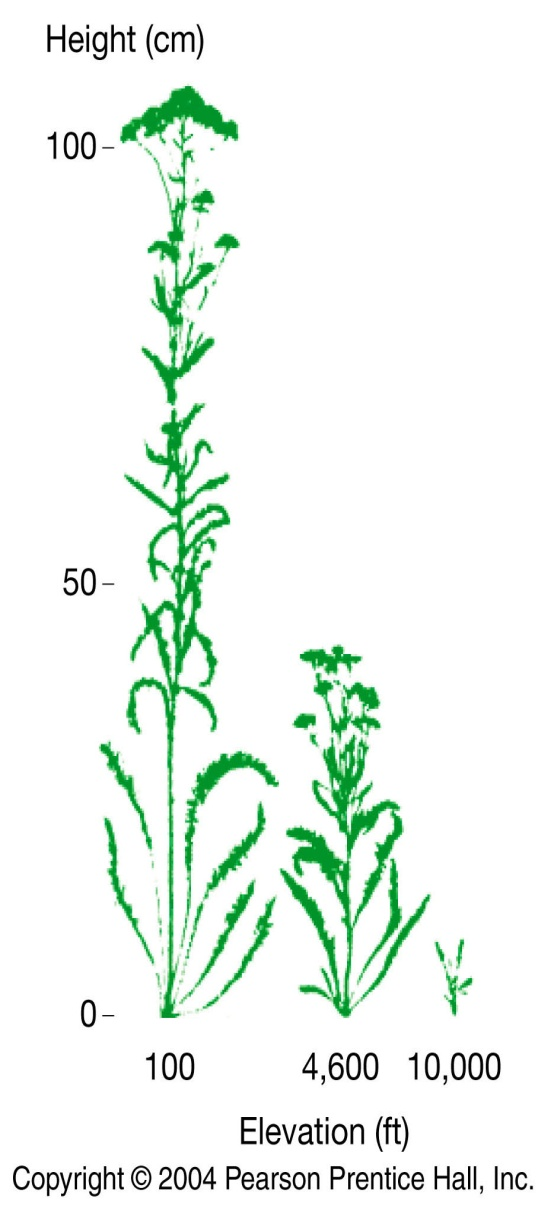 Height (cm)
100
50
0
100 4,600 10,000
Elevation (ft)
Copyright © 2004 Pearson Prentice Hall, Inc.